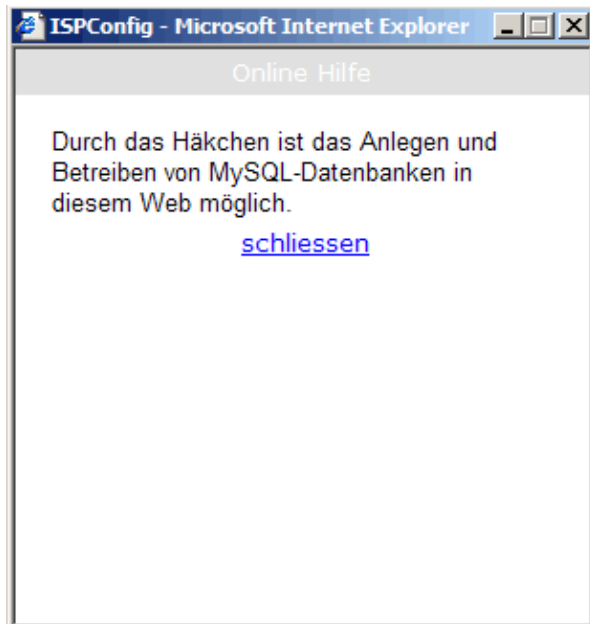 ISPConfig - Microsoft Internet Explorer
Online Hilfe
Durch das Häkchen ist das Anlegen und
Betreiben von MySQL-Datenbanken in
diesem Web möglich.
schliessen